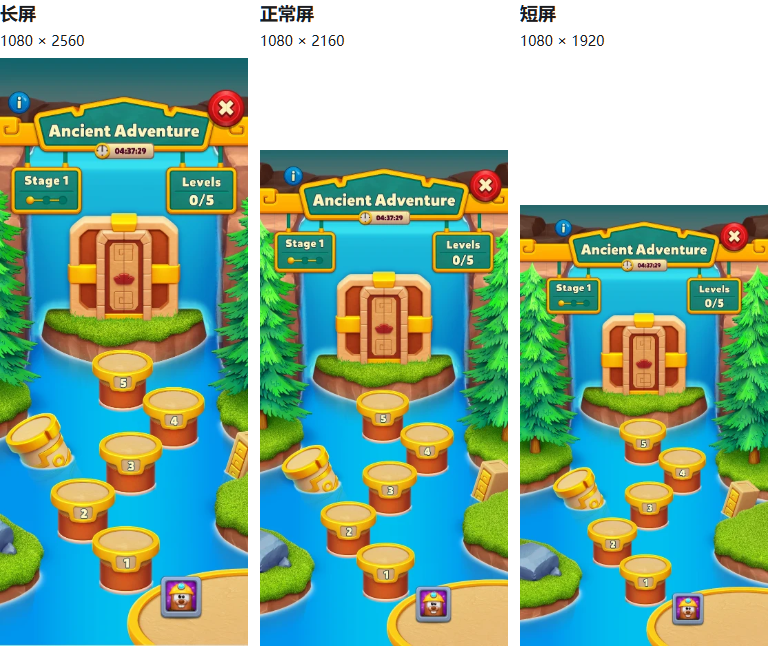 长屏
1080 × 2560
i
Ancient Adventure
04:37:29
Stage 1
Levels
0/5
5
4
3
2
1
正常屏
1080 × 2160
i
Ancient Adventure
04:37:29
Stage 1
Levels
0/5
5
4
3
2
1
短屏
1080 × 1920
i
Ancient Adventure
04:37:29
Stage 1
Levels
0/5
5
4
3
2
1